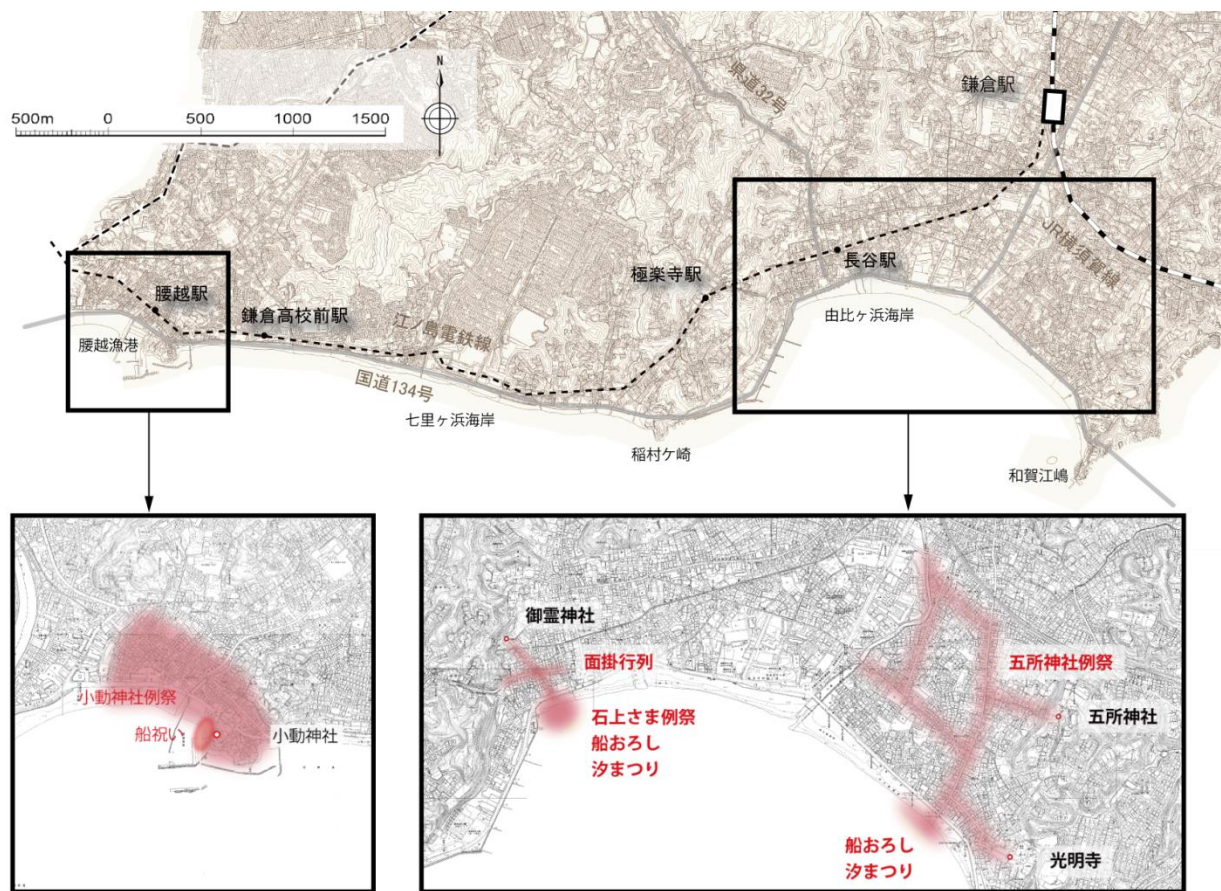 N
500m 0 500 1000 1500
県道32号
鎌倉駅
JR横須賀線
長谷駅
極楽寺駅
腰越駅
鎌倉高校前駅
江ノ島電鉄線
由比ヶ浜海岸
腰越漁港
国道134号
七里ヶ浜海岸
稲村ケ崎
和賀江嶋
小動神社例祭
船祝い
小動神社
御霊神社
面掛行列
石上さま例祭
船おろし
汐まつり
五所神社例祭
五所神社
船おろし
汐まつり
光明寺